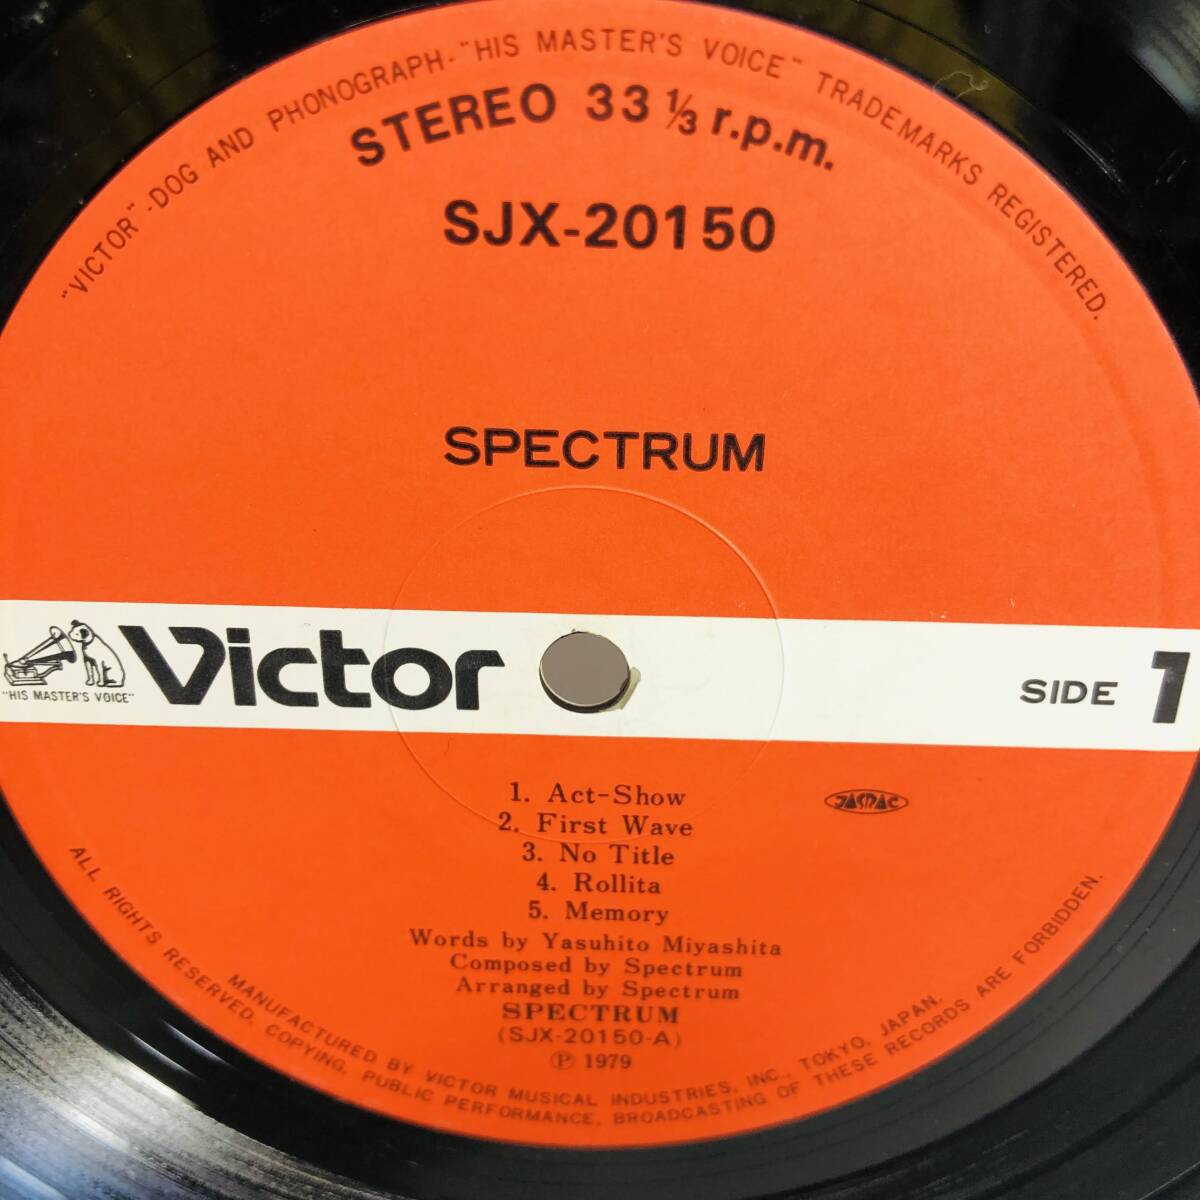 "VICTOR"-DOG AND PHONOGRAPH-"HIS MASTER'S VOICE" TRADEMARKS REGISTERED.
STEREO 33 1/3 r.p.m.
SJX-20150
SPECTRUM
"HIS MASTER'S VOICE"
Victor
SIDE 1
1. Act-Show
2. First Wave
3. No Title
4. Rollita
5. Memory
JASRAC
Words by Yasuhito Miyashita
Composed by Spectrum
Arranged by Spectrum
SPECTRUM
(SJX-20150-A)
Ⓟ 1979
MANUFACTURED BY VICTOR MUSICAL INDUSTRIES, INC., TOKYO, JAPAN.
ALL RIGHTS RESERVED. COPYING, PUBLIC PERFORMANCE, BROADCASTING OF THESE RECORDS ARE FORBIDDEN.